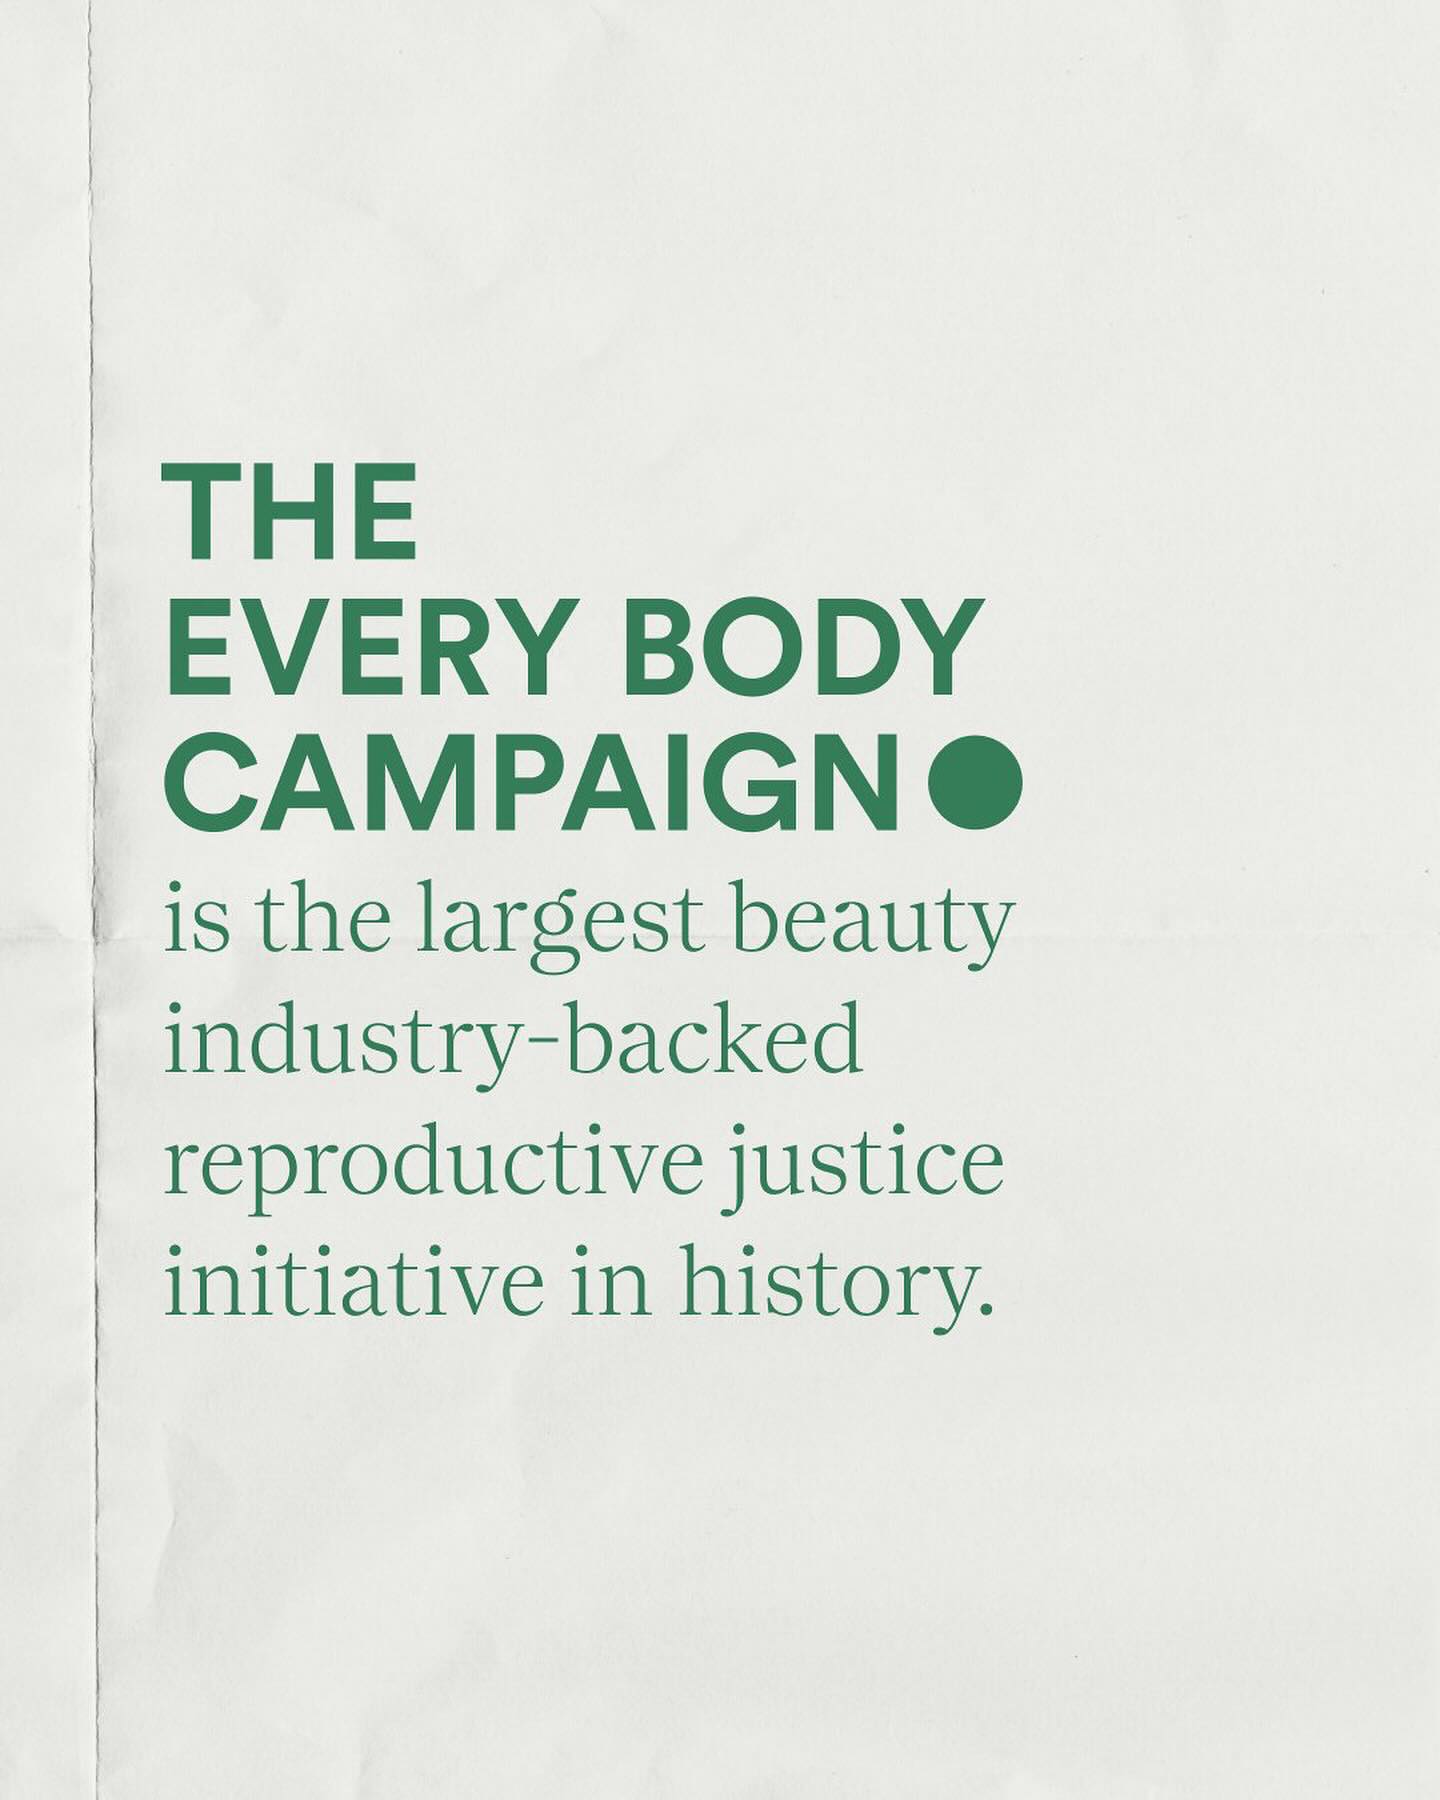 THE
EVERY BODY
CAMPAIGN
is the largest beauty
industry-backed
reproductive justice
initiative in history.